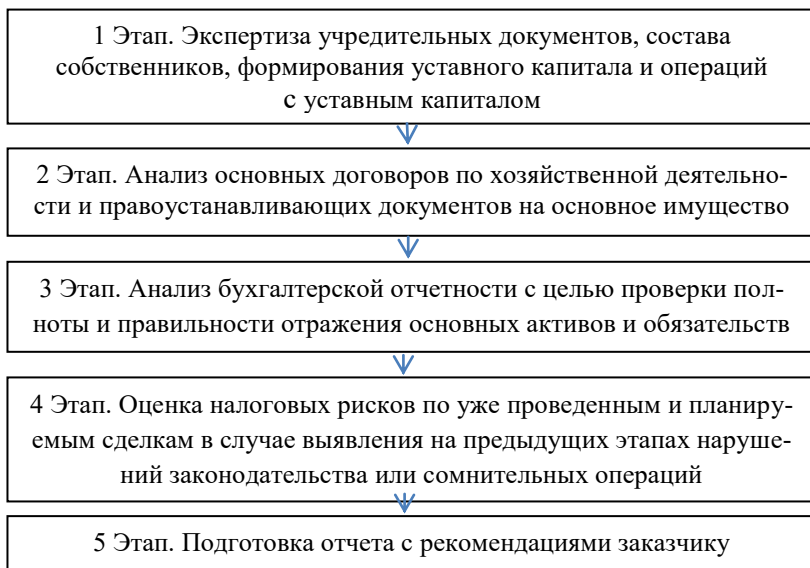 1 Этап. Экспертиза учредительных документов, состава
собственников, формирования уставного капитала и операций
с уставным капиталом
2 Этап. Анализ основных договоров по хозяйственной деятельно-
сти и правоустанавливающих документов на основное имущество
3 Этап. Анализ бухгалтерской отчетности с целью проверки пол-
ноты и правильности отражения основных активов и обязательств
4 Этап. Оценка налоговых рисков по уже проведенным и планиру-
емым сделкам в случае выявления на предыдущих этапах наруше-
ний законодательства или сомнительных операций
5 Этап. Подготовка отчета с рекомендациями заказчику